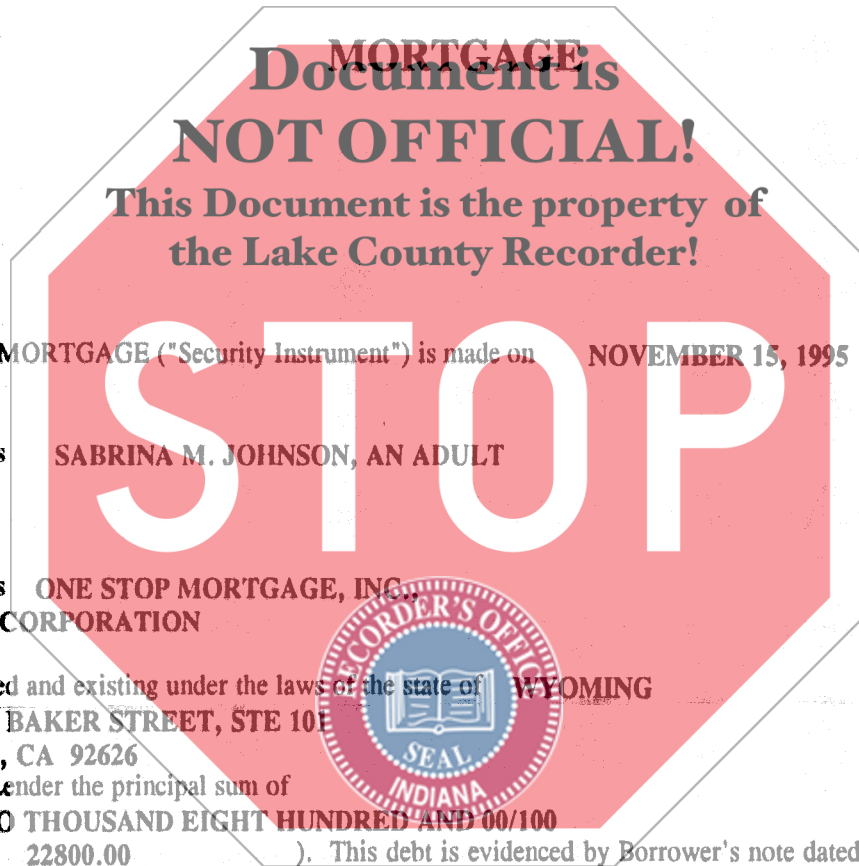 MORTGAGE
Document is
NOT OFFICIAL!
This Document is the property of
the Lake County Recorder!
STOP
MORTGAGE ("Security Instrument") is made on NOVEMBER 15, 1995
SABRINA M. JOHNSON, AN ADULT
ONE STOP MORTGAGE, INC.,
CORPORATION
ed and existing under the laws of the state of WYOMING
BAKER STREET, STE 101
, CA 92626
ender the principal sum of
O THOUSAND EIGHT HUNDRED AND 00/100
22800.00 ). This debt is evidenced by Borrower's note dated
RECORDER'S OFFICE
SEAL
INDIANA